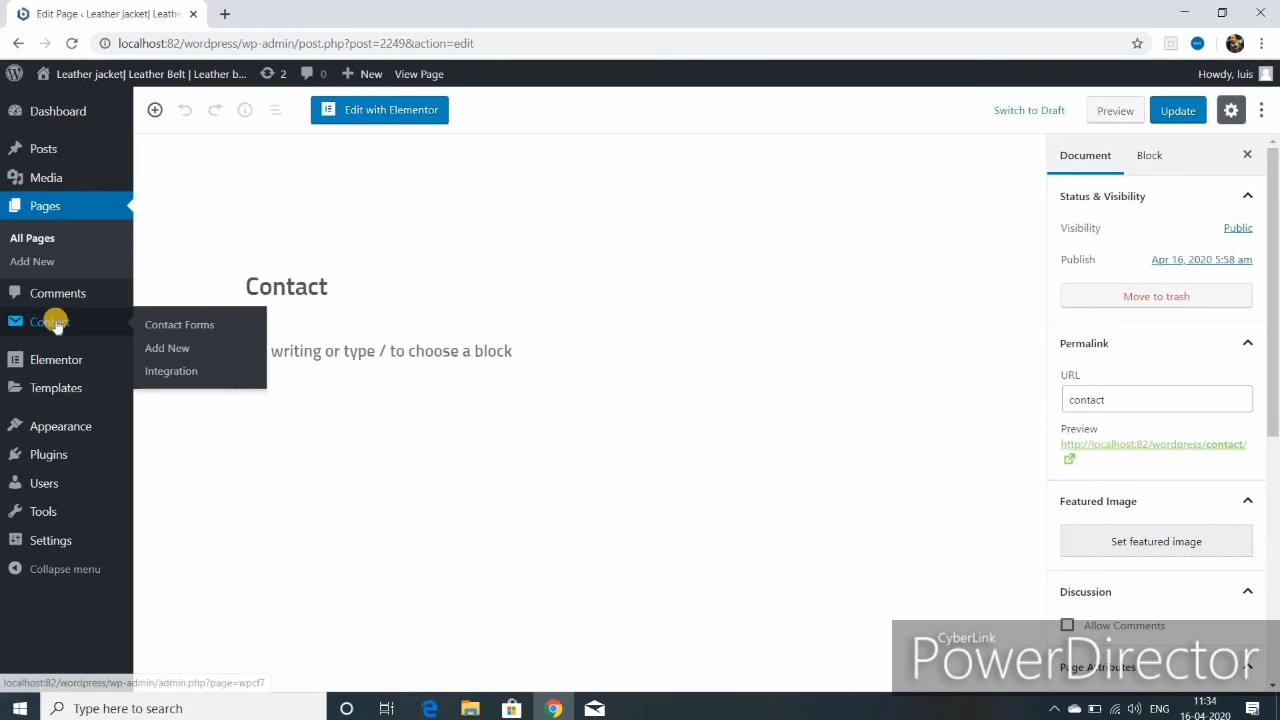 Edit Page ‹ Leather jacket| Leathe
localhost:82/wordpress/wp-admin/post.php?post=2249&action=edit
Leather jacket| Leather Belt | Leather b... 2 0 New View Page Howdy, luis
Dashboard
Posts
Media
Pages
All Pages
Add New
Comments
Contact
Contact Forms
Add New
Integration
Elementor
Templates
Appearance
Plugins
Users
Tools
Settings
Collapse menu
Edit with Elementor
Switch to Draft Preview Update
Contact
writing or type / to choose a block
Document Block
Status & Visibility
Visibility Public
Publish Apr 16, 2020 5:58 am
Move to trash
Permalink
URL
contact
Preview
http://localhost:82/wordpress/contact/
Featured Image
Set featured image
Discussion
Allow Comments
Page Attributes
CyberLink
PowerDirector
localhost:82/wordpress/wp-admin/admin.php?page=wpcf7
Type here to search
ENG
11:34
16-04-2020